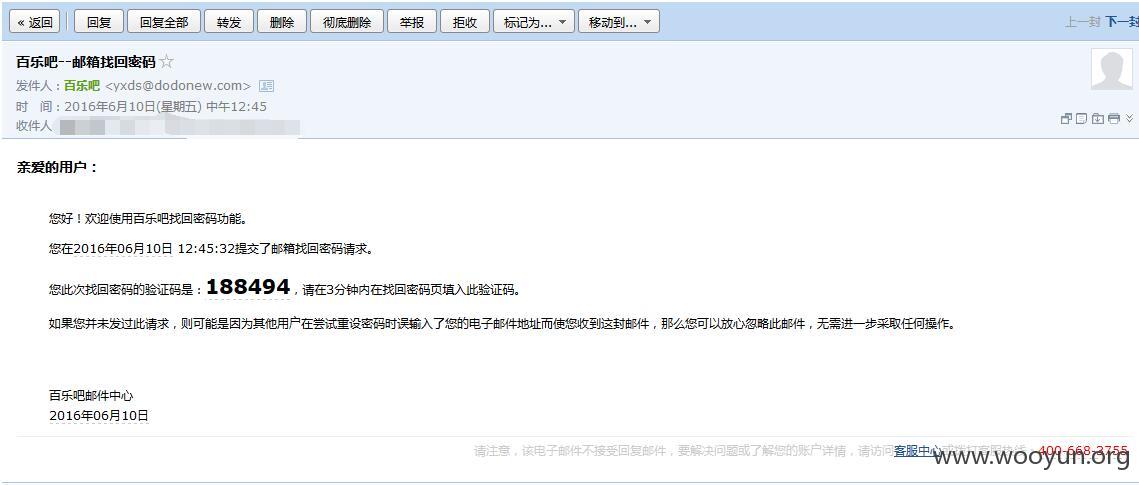 « 返回 回复 回复全部 转发 删除 彻底删除 举报 拒收 标记为... 移动到... 上一封 下一封
百乐吧--邮箱找回密码☆
发件人：百乐吧 <yxds@dodonew.com>
时 间：2016年6月10日(星期五) 中午12:45
收件人
亲爱的用户：
您好！欢迎使用百乐吧找回密码功能。
您在2016年06月10日 12:45:32提交了邮箱找回密码请求。
您此次找回密码的验证码是：188494，请在3分钟内在找回密码页填入此验证码。
如果您并未发过此请求，则可能是因为其他用户在尝试重设密码时误输入了您的电子邮件地址而使您收到这封邮件，那么您可以放心忽略此邮件，无需进一步采取任何操作。
百乐吧邮件中心
2016年06月10日
请注意，该电子邮件不接受回复邮件，要解决问题或了解您的账户详情，请访问客服中心或拨打客服热线：400-668-3755
www.wooyun.org